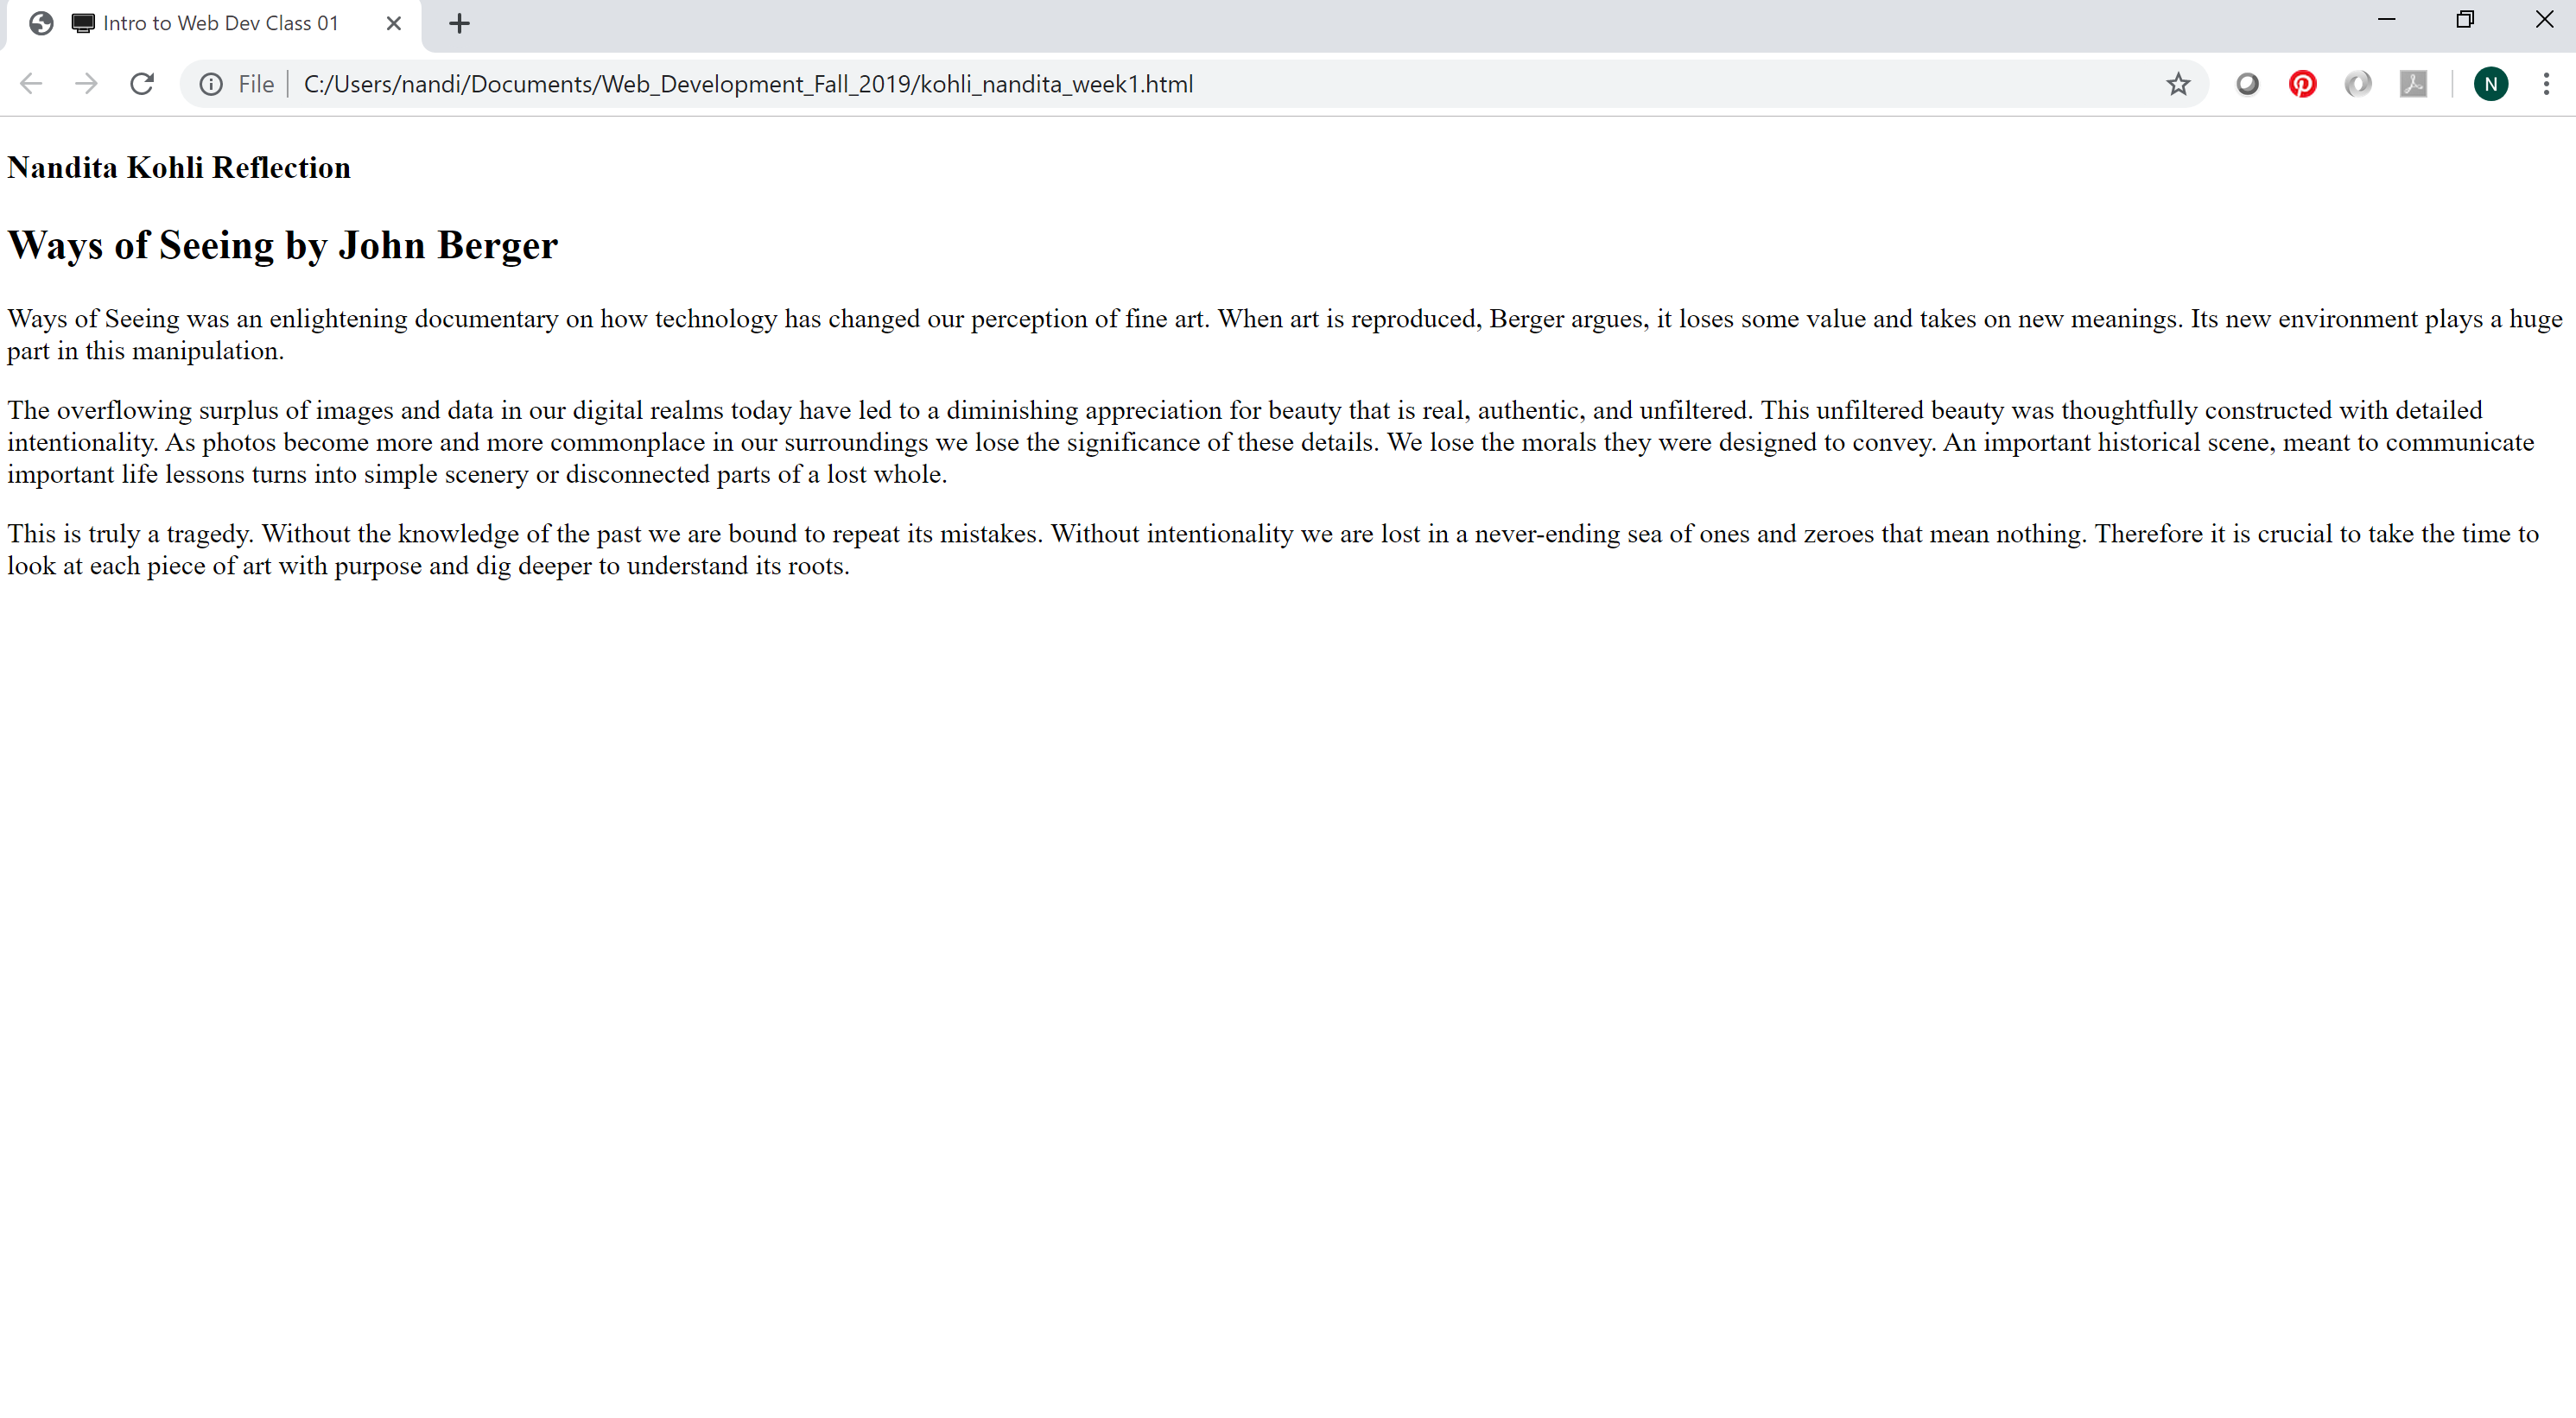 Intro to Web Dev Class 01
File C:/Users/nandi/Documents/Web_Development_Fall_2019/kohli_nandita_week1.html
N
Nandita Kohli Reflection
Ways of Seeing by John Berger
Ways of Seeing was an enlightening documentary on how technology has changed our perception of fine art. When art is reproduced, Berger argues, it loses some value and takes on new meanings. Its new environment plays a huge
part in this manipulation.
The overflowing surplus of images and data in our digital realms today have led to a diminishing appreciation for beauty that is real, authentic, and unfiltered. This unfiltered beauty was thoughtfully constructed with detailed
intentionality. As photos become more and more commonplace in our surroundings we lose the significance of these details. We lose the morals they were designed to convey. An important historical scene, meant to communicate
important life lessons turns into simple scenery or disconnected parts of a lost whole.
This is truly a tragedy. Without the knowledge of the past we are bound to repeat its mistakes. Without intentionality we are lost in a never-ending sea of ones and zeroes that mean nothing. Therefore it is crucial to take the time to
look at each piece of art with purpose and dig deeper to understand its roots.